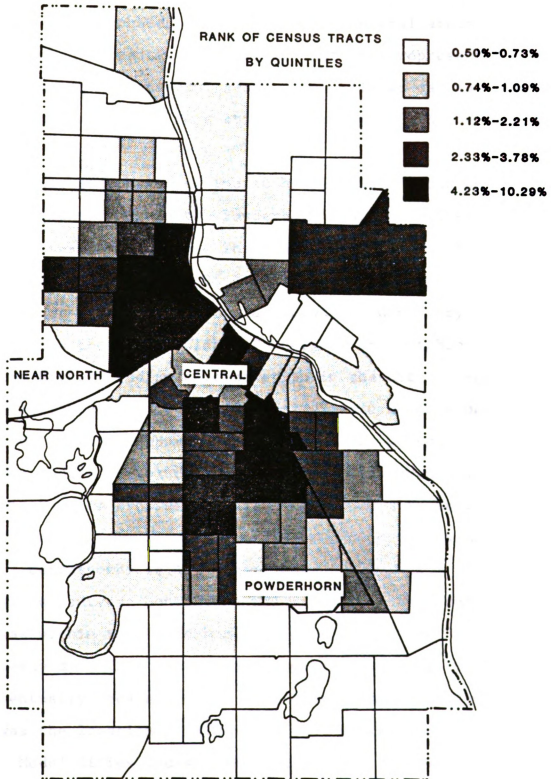 RANK OF CENSUS TRACTS
BY QUINTILES
0.50%-0.73%
0.74%-1.09%
1.12%-2.21%
2.33%-3.78%
4.23%-10.29%
NEAR NORTH
CENTRAL
POWDERHORN